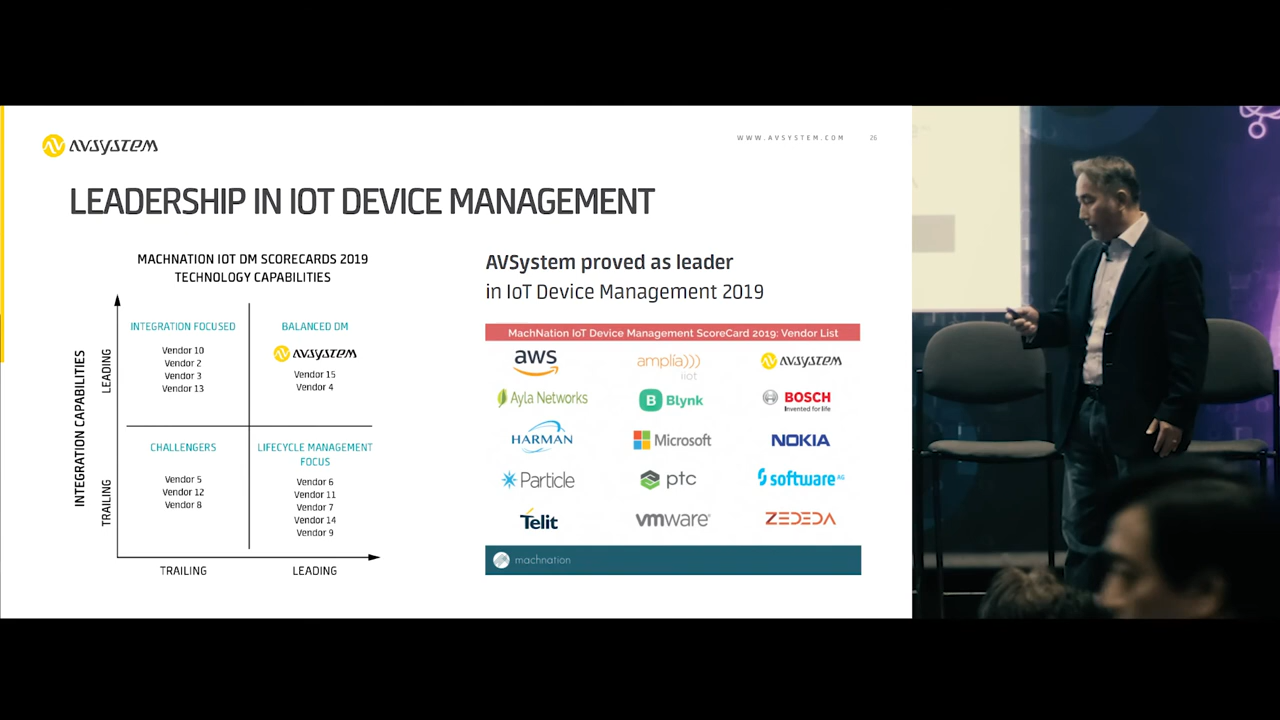 AVSYSTEM
WWW.AVSYSTEM.COM 26
LEADERSHIP IN IOT DEVICE MANAGEMENT
MACHNATION IOT DM SCORECARDS 2019
TECHNOLOGY CAPABILITIES
INTEGRATION CAPABILITIES
LEADING
TRAILING
INTEGRATION FOCUSED
Vendor 10
Vendor 2
Vendor 3
Vendor 13
BALANCED DM
AVSYSTEM
Vendor 15
Vendor 4
CHALLENGERS
Vendor 5
Vendor 12
Vendor 8
LIFECYCLE MANAGEMENT
FOCUS
Vendor 6
Vendor 11
Vendor 7
Vendor 14
Vendor 9
TRAILING
LEADING
AVSystem proved as leader
in IoT Device Management 2019
MachNation IoT Device Management ScoreCard 2019: Vendor List
aws
amplía)))
iiot
AVSYSTEM
Ayla Networks
B Blynk
BOSCH
Invented for life
HARMAN
Microsoft
NOKIA
Particle
ptc
software AG
Telit
vmware®
ZEDEDA
machnation